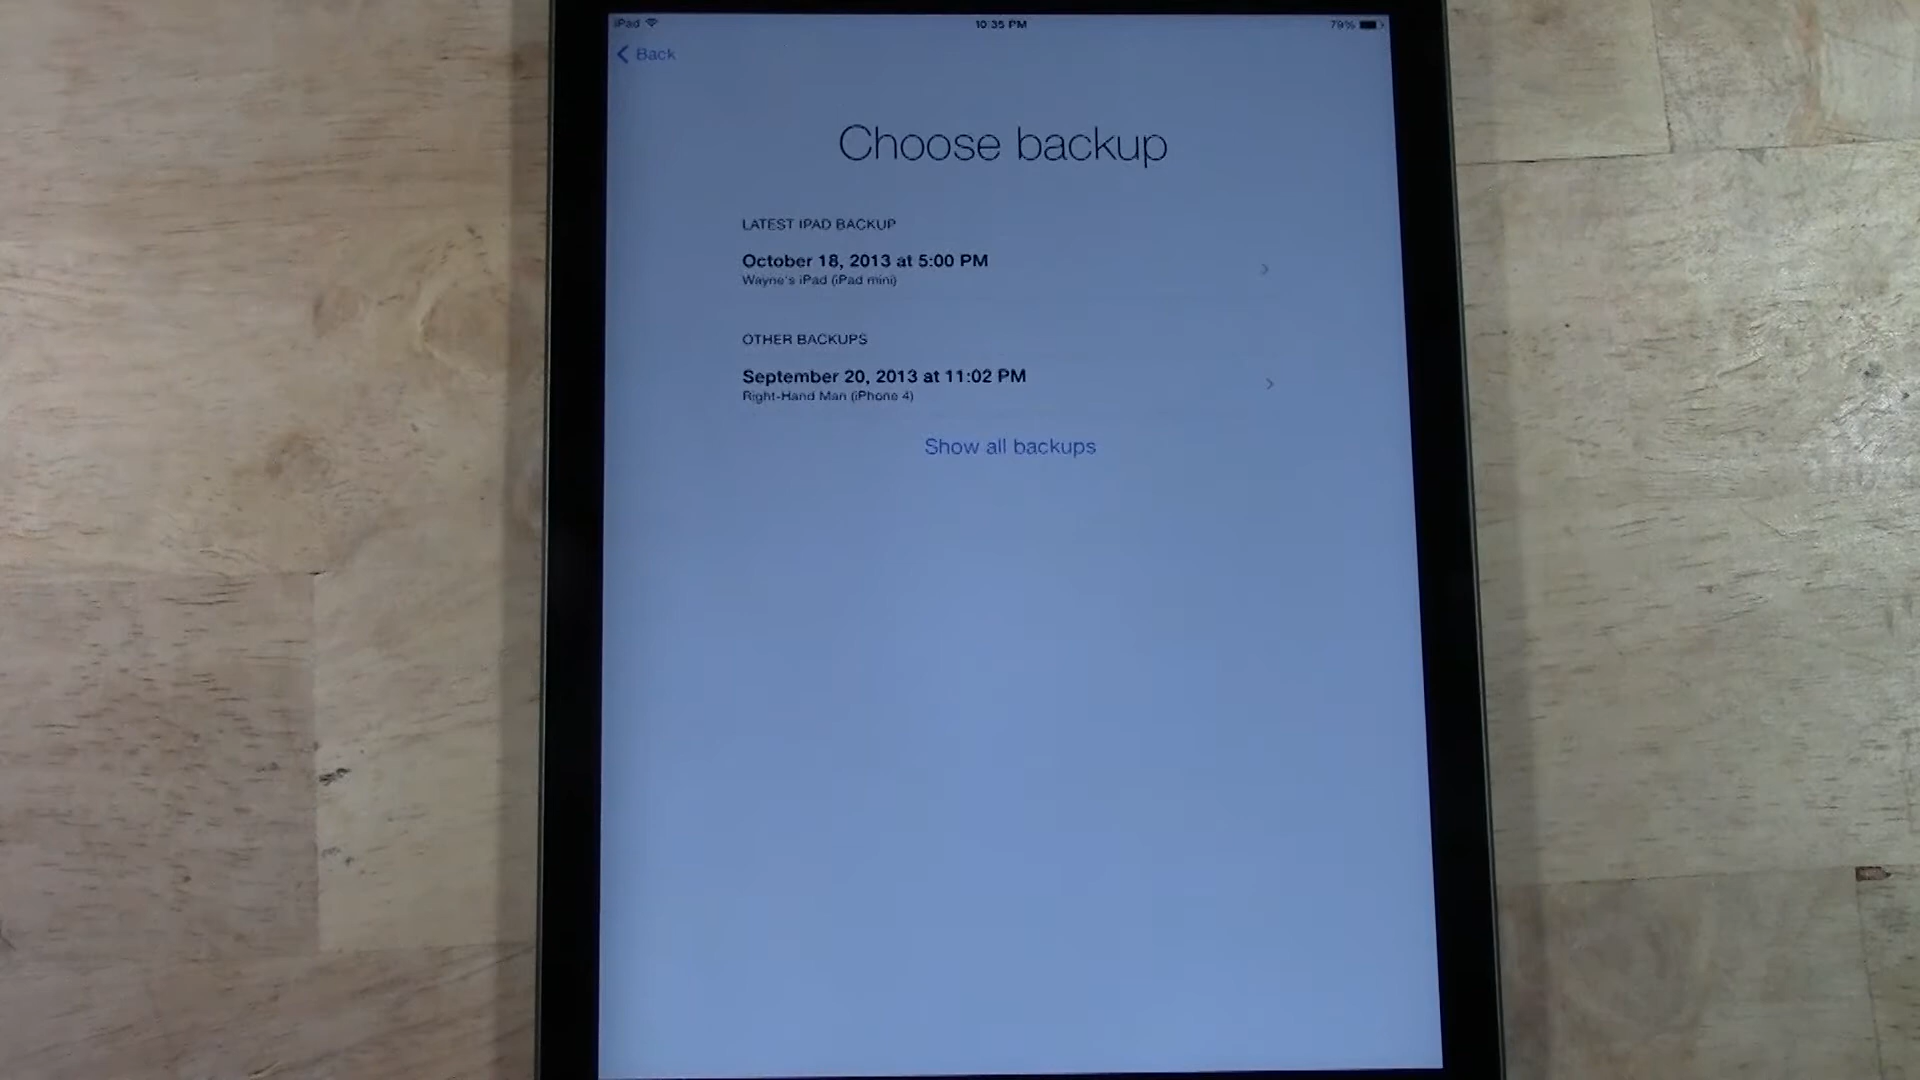 iPad 10:35 PM 79%
Back
Choose backup
LATEST IPAD BACKUP
October 18, 2013 at 5:00 PM
Wayne's iPad (iPad mini)
OTHER BACKUPS
September 20, 2013 at 11:02 PM
Right-Hand Man (iPhone 4)
Show all backups